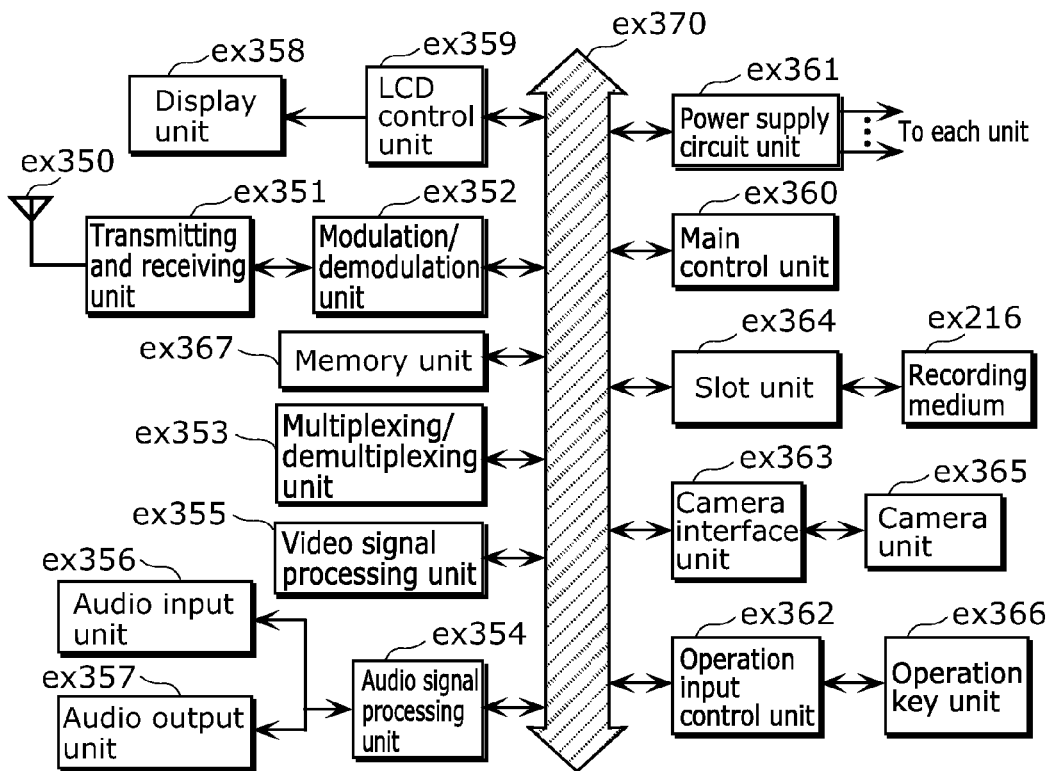 ex370
ex359
ex358
ex361
Display
unit
LCD
control
unit
Power supply
circuit unit
To each unit
ex350
ex351
ex352
ex360
Transmitting
and receiving
unit
Modulation/
demodulation
unit
Main
control unit
ex364
ex216
ex367
Memory unit
Slot unit
Recording
medium
ex353
Multiplexing/
demultiplexing
unit
ex363
ex365
Camera
interface
unit
Camera
unit
ex355
Video signal
processing unit
ex356
Audio input
unit
ex354
ex362
ex366
ex357
Audio output
unit
Audio signal
processing
unit
Operation
input
control unit
Operation
key unit